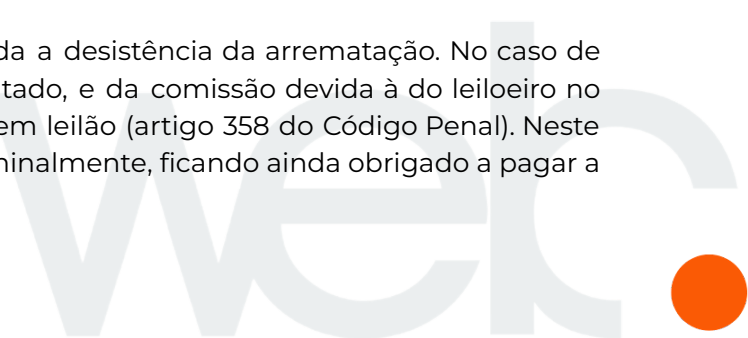 da a desistência da arrematação. No caso de
tado, e da comissão devida à do leiloeiro no
em leilão (artigo 358 do Código Penal). Neste
minalmente, ficando ainda obrigado a pagar a
web.